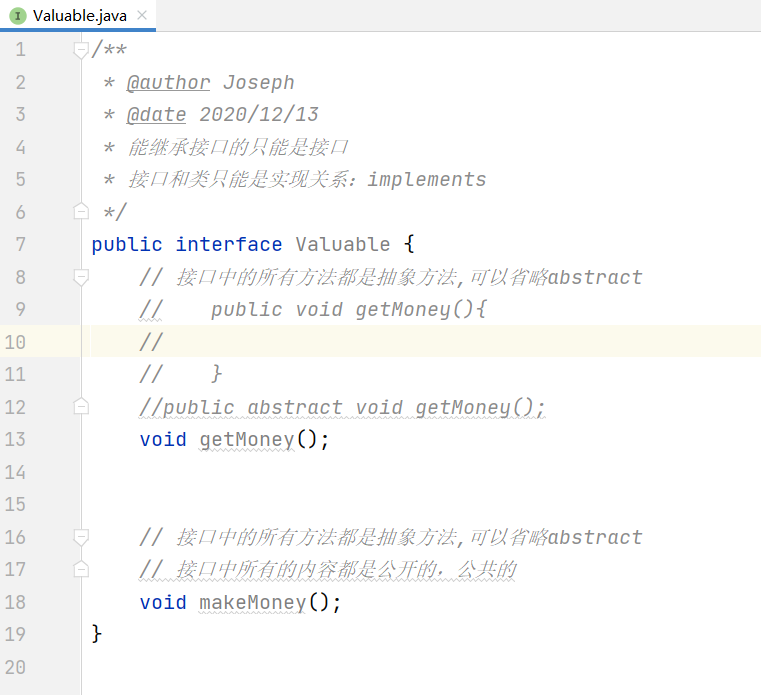 Valuable.java
1 /**
2 * @author Joseph
3 * @date 2020/12/13
4 * 能继承接口的只能是接口
5 * 接口和类只能是实现关系：implements
6 */
7 public interface Valuable {
8 // 接口中的所有方法都是抽象方法,可以省略abstract
9 //    public void getMoney(){
10 //
11 //    }
12 //public abstract void getMoney();
13 void getMoney();
14
15
16 // 接口中的所有方法都是抽象方法,可以省略abstract
17 // 接口中所有的内容都是公开的，公共的
18 void makeMoney();
19 }
20